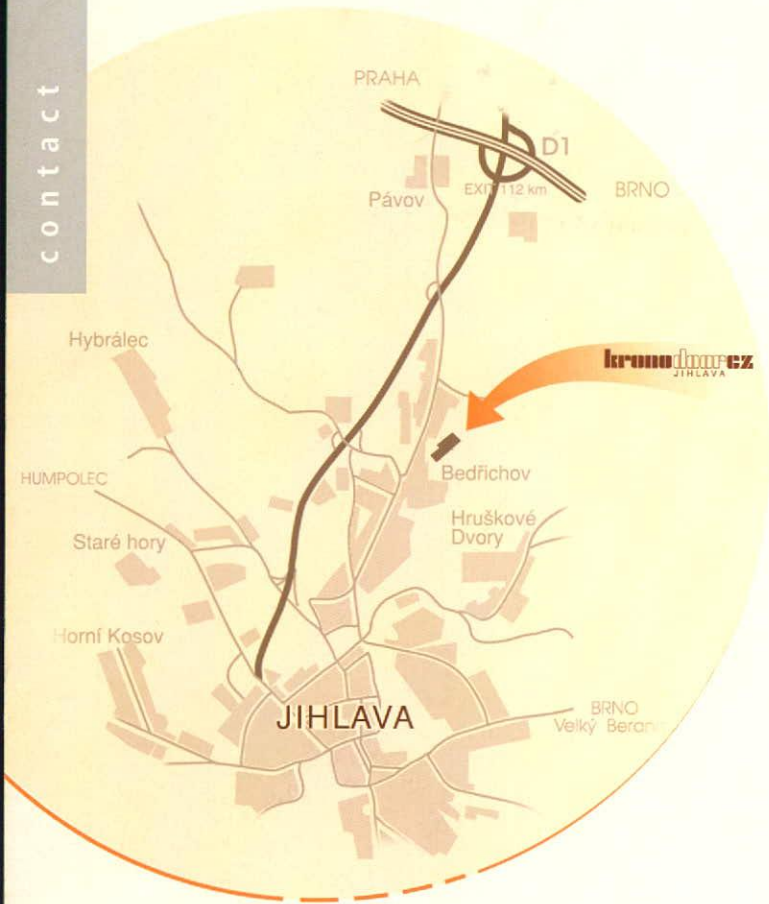 contact
PRAHA
D1
EXIT 112 km
BRNO
Pávov
Hybrálec
kronodoorcz
JIHLAVA
HUMPOLEC
Bedřichov
Hruškové
Dvory
Staré hory
Horní Kosov
JIHLAVA
BRNO
Velký Beran